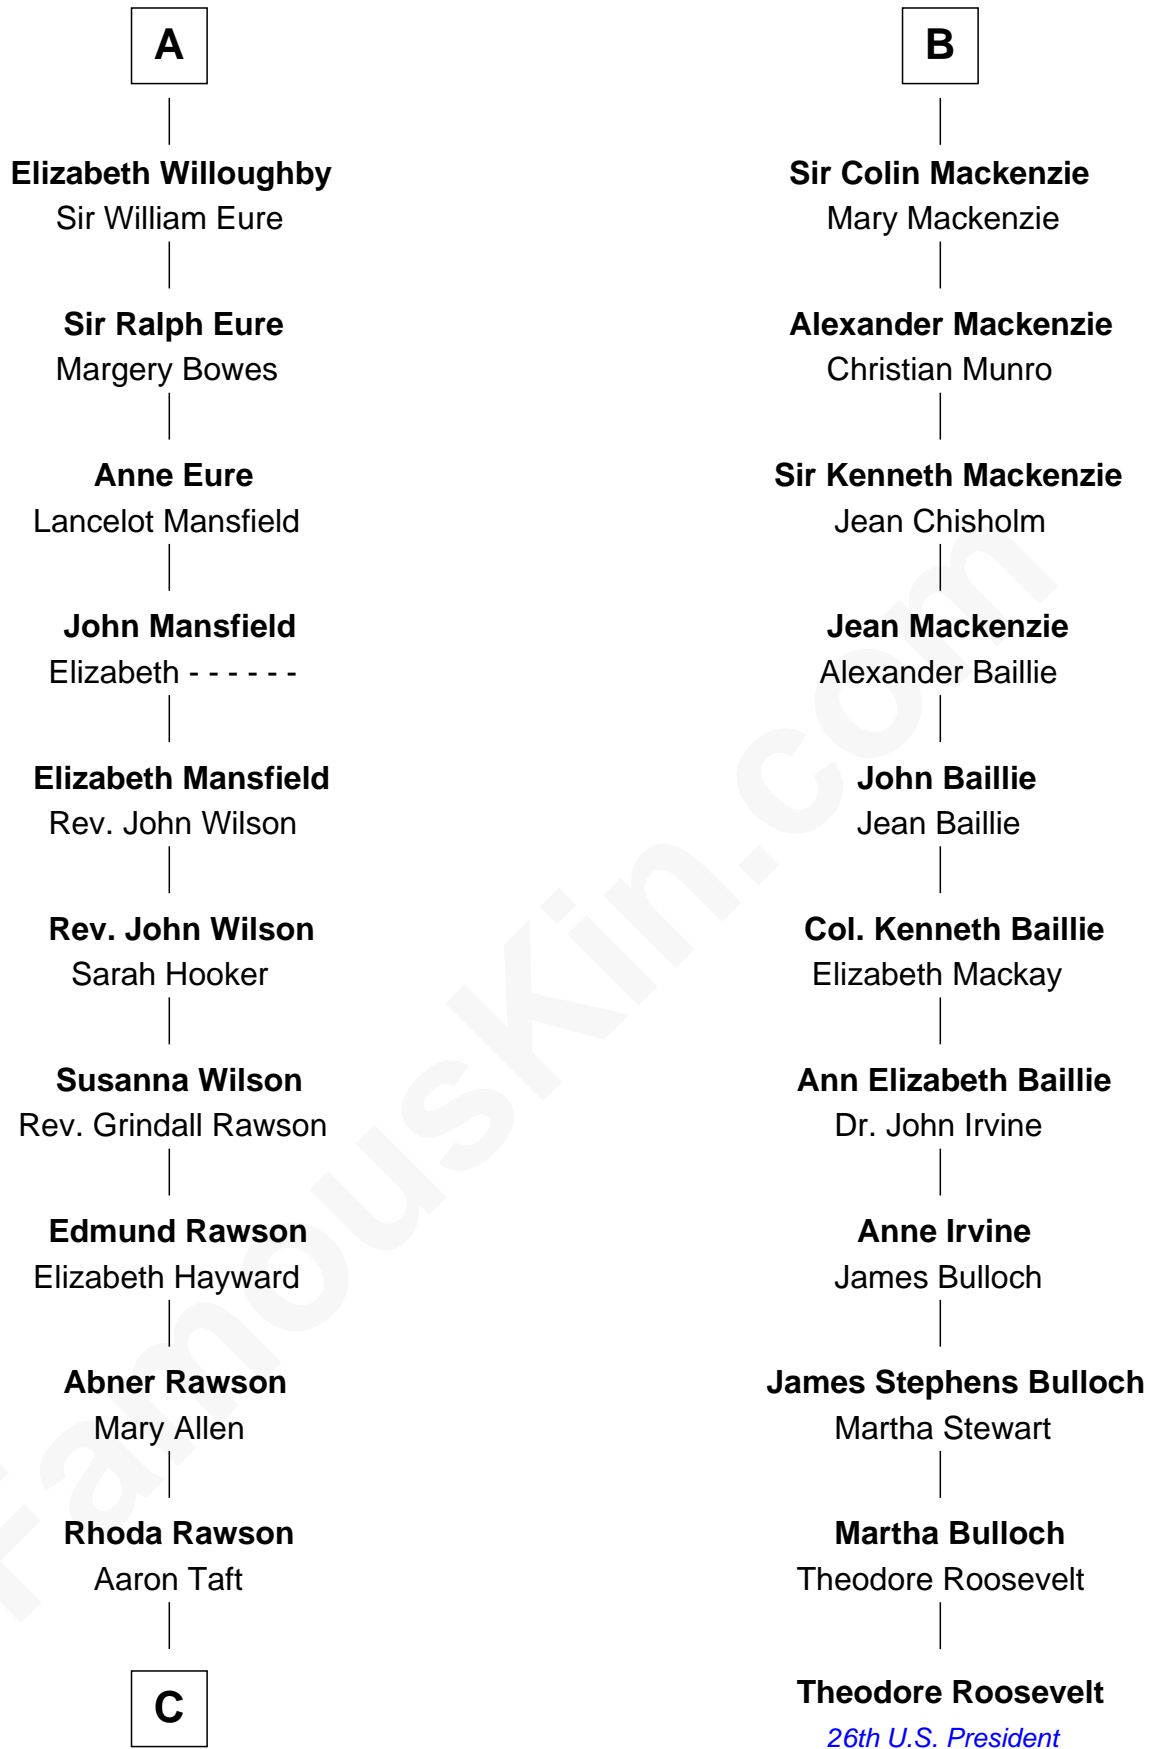 A
Elizabeth Willoughby
Sir William Eure
Sir Ralph Eure
Margery Bowes
Anne Eure
Lancelot Mansfield
John Mansfield
Elizabeth - - - - - -
Elizabeth Mansfield
Rev. John Wilson
Rev. John Wilson
Sarah Hooker
Susanna Wilson
Rev. Grindall Rawson
Edmund Rawson
Elizabeth Hayward
Abner Rawson
Mary Allen
Rhoda Rawson
Aaron Taft
C
B
Sir Colin Mackenzie
Mary Mackenzie
Alexander Mackenzie
Christian Munro
Sir Kenneth Mackenzie
Jean Chisholm
Jean Mackenzie
Alexander Baillie
John Baillie
Jean Baillie
Col. Kenneth Baillie
Elizabeth Mackay
Ann Elizabeth Baillie
Dr. John Irvine
Anne Irvine
James Bulloch
James Stephens Bulloch
Martha Stewart
Martha Bulloch
Theodore Roosevelt
Theodore Roosevelt
26th U.S. President
FamousKin.com